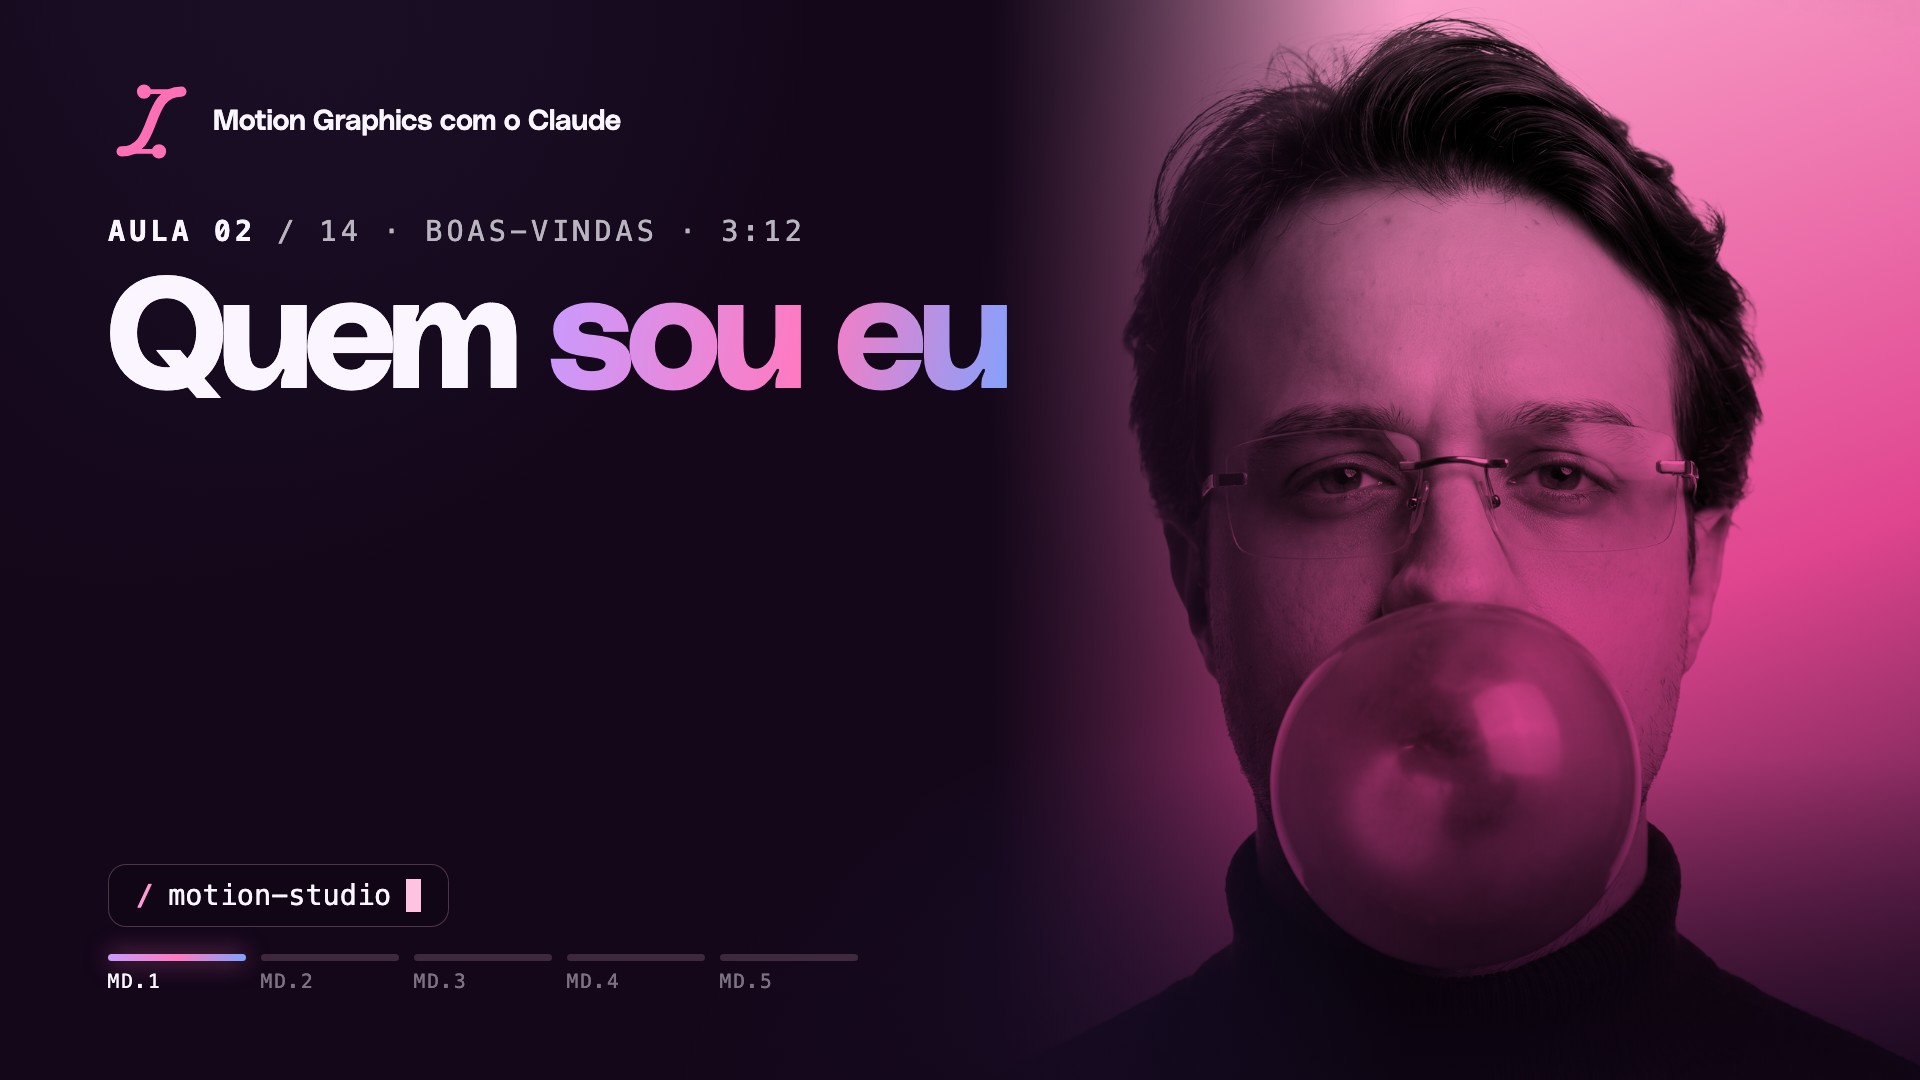 Motion Graphics com o Claude
AULA 02 / 14 · BOAS-VINDAS · 3:12
Quem sou eu
/ motion-studio
MD.1 MD.2 MD.3 MD.4 MD.5